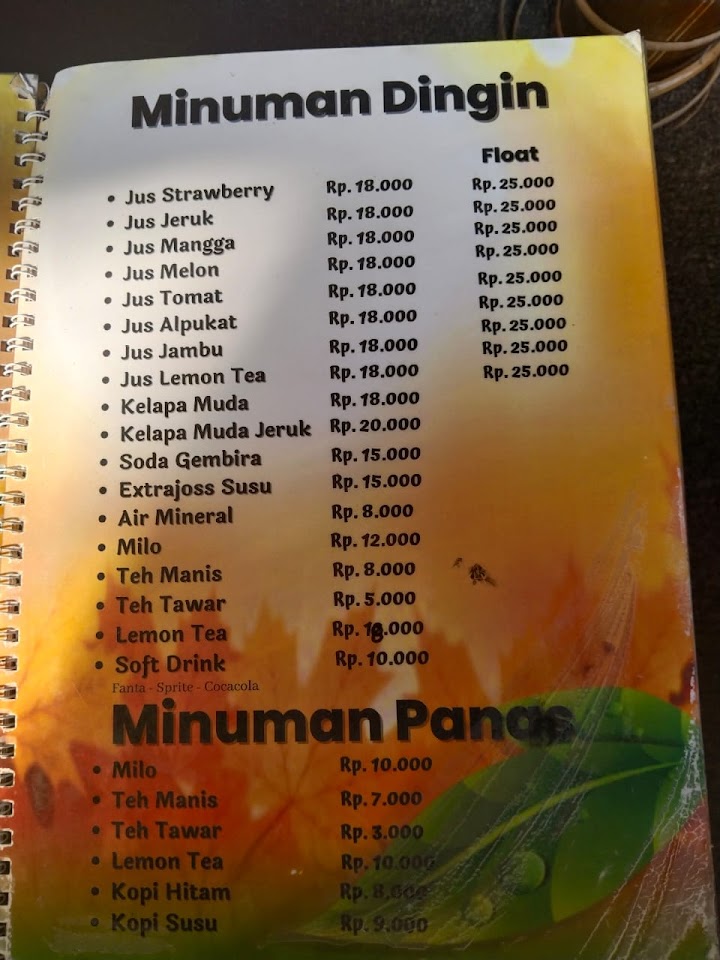 Minuman Dingin
Float
• Jus Strawberry Rp. 18.000 Rp. 25.000
• Jus Jeruk Rp. 18.000 Rp. 25.000
• Jus Mangga Rp. 18.000 Rp. 25.000
• Jus Melon Rp. 18.000 Rp. 25.000
• Jus Tomat Rp. 18.000 Rp. 25.000
• Jus Alpukat Rp. 18.000 Rp. 25.000
• Jus Jambu Rp. 18.000 Rp. 25.000
• Jus Lemon Tea Rp. 18.000 Rp. 25.000
• Kelapa Muda Rp. 18.000 Rp. 25.000
• Kelapa Muda Jeruk Rp. 20.000
• Soda Gembira Rp. 15.000
• Extrajoss Susu Rp. 15.000
• Air Mineral Rp. 8.000
• Milo Rp. 12.000
• Teh Manis Rp. 8.000
• Teh Tawar Rp. 5.000
• Lemon Tea Rp.
• Soft Drink Rp. 10.000
Fanta - Sprite - Cocacola
Minuman Panas
• Milo Rp. 10.000
• Teh Manis Rp. 7.000
• Teh Tawar Rp. 3.000
• Lemon Tea Rp. 10.000
• Kopi Hitam Rp. 8.000
• Kopi Susu Rp. 9.000